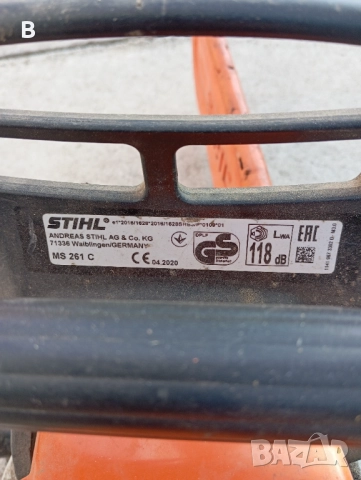 B
STIHL
ANDREAS STIHL AG & Co. KG
71336 Waiblingen/GERMANY
MS 261 C
CE 04.2020
GS
LWA
118 dB
EAC
BAZAR